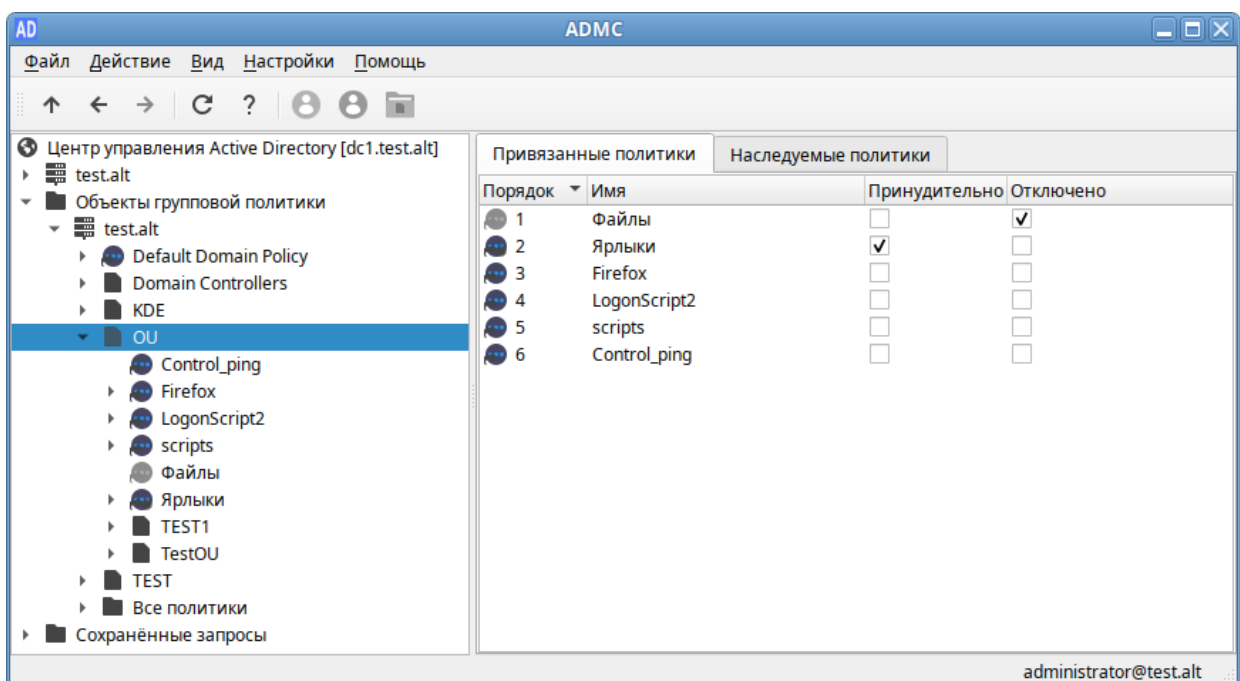 AD ADMC
Файл Действие Вид Настройки Помощь
?
Центр управления Active Directory [dc1.test.alt]
test.alt
Объекты групповой политики
test.alt
Default Domain Policy
Domain Controllers
KDE
OU
Control_ping
Firefox
LogonScript2
scripts
Файлы
Ярлыки
TEST1
TestOU
TEST
Все политики
Сохранённые запросы
Привязанные политики Наследуемые политики
Порядок Имя Принудительно Отключено
1 Файлы
2 Ярлыки
3 Firefox
4 LogonScript2
5 scripts
6 Control_ping
administrator@test.alt